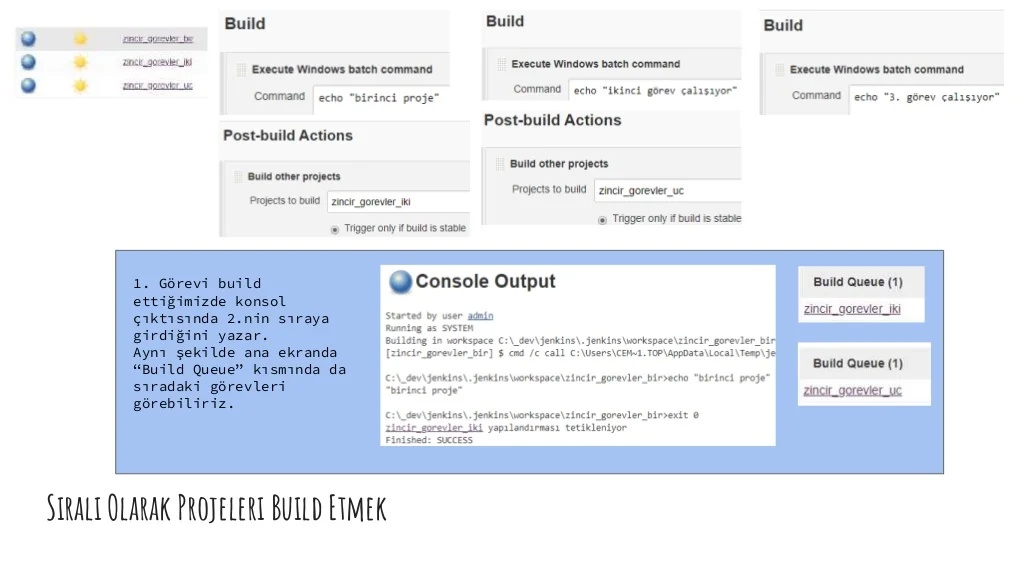 zincir_gorevler_iki
zincir_gorevler_uc
Build
Execute Windows batch command
Command echo "birinci proje"
Post-build Actions
Build other projects
Projects to build zincir_gorevler_iki
Trigger only if build is stable
Build
Execute Windows batch command
Command echo "ikinci görev çalışıyor"
Post-build Actions
Build other projects
Projects to build zincir_gorevler_uc
Trigger only if build is stable
Build
Execute Windows batch command
Command echo "3. görev çalışıyor"
1. Görevi build
ettiğimizde konsol
çıktısında 2.nin sıraya
girdiğini yazar.
Aynı şekilde ana ekranda
“Build Queue” kısmında da
sıradaki görevleri
görebiliriz.
Console Output
Started by user admin
Running as SYSTEM
Building in workspace C:\_dev\jenkins\.jenkins\workspace\zincir_gorevler_bir
[zincir_gorevler_bir] $ cmd /c call C:\Users\CEM~1.TOP\AppData\Local\Temp\je
C:\_dev\jenkins\.jenkins\workspace\zincir_gorevler_bir>echo "birinci proje"
"birinci proje"
C:\_dev\jenkins\.jenkins\workspace\zincir_gorevler_bir>exit 0
zincir_gorevler_iki yapılandırması tetikleniyor
Finished: SUCCESS
Build Queue (1)
zincir_gorevler_iki
Build Queue (1)
zincir_gorevler_uc
Sıralı Olarak Projeleri Build Etmek